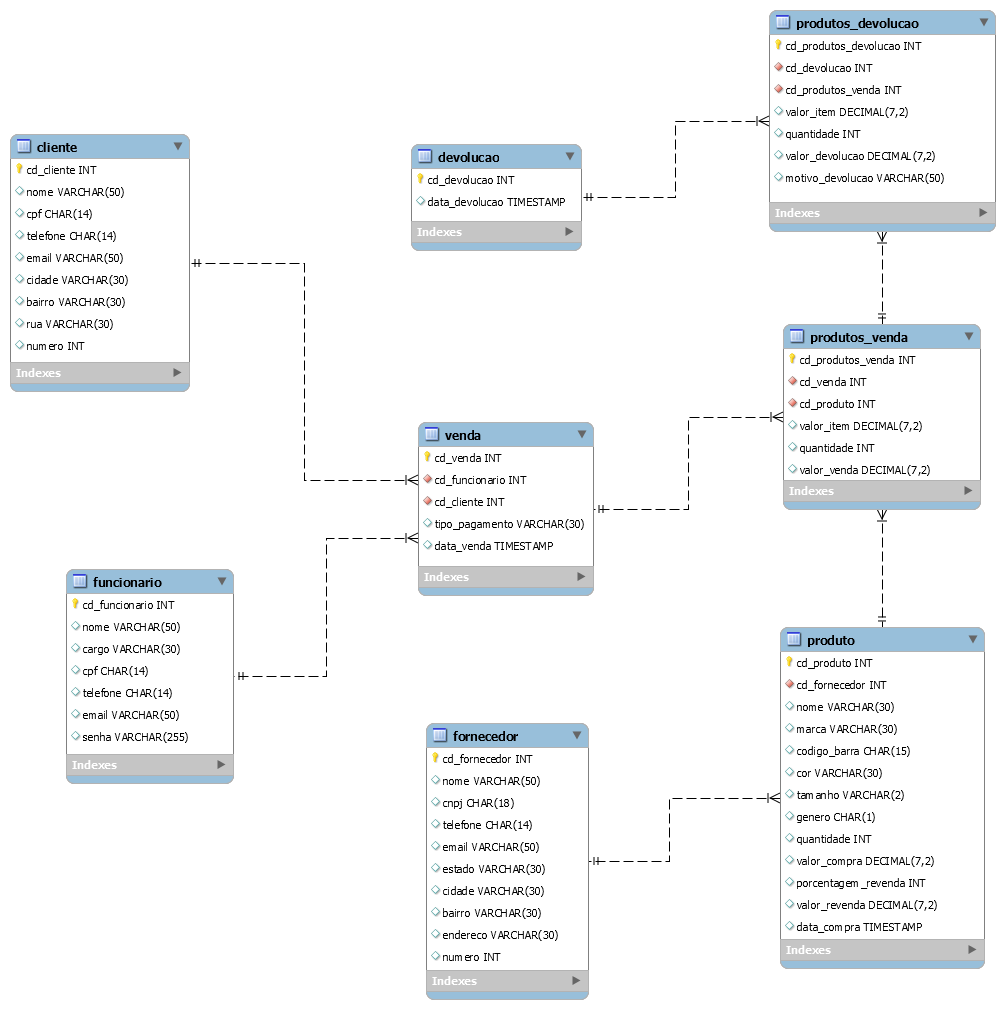 produtos_devolucao
cd_produtos_devolucao INT
cd_devolucao INT
cd_produtos_venda INT
valor_item DECIMAL(7,2)
quantidade INT
valor_devolucao DECIMAL(7,2)
motivo_devolucao VARCHAR(50)
Indexes
cliente
cd_cliente INT
nome VARCHAR(50)
cpf CHAR(14)
telefone CHAR(14)
email VARCHAR(50)
cidade VARCHAR(30)
bairro VARCHAR(30)
rua VARCHAR(30)
numero INT
Indexes
devolucao
cd_devolucao INT
data_devolucao TIMESTAMP
Indexes
produtos_venda
cd_produtos_venda INT
cd_venda INT
cd_produto INT
valor_item DECIMAL(7,2)
quantidade INT
valor_venda DECIMAL(7,2)
Indexes
venda
cd_venda INT
cd_funcionario INT
cd_cliente INT
tipo_pagamento VARCHAR(30)
data_venda TIMESTAMP
Indexes
funcionario
cd_funcionario INT
nome VARCHAR(50)
cargo VARCHAR(30)
cpf CHAR(14)
telefone CHAR(14)
email VARCHAR(50)
senha VARCHAR(255)
Indexes
produto
cd_produto INT
cd_fornecedor INT
nome VARCHAR(30)
marca VARCHAR(30)
codigo_barra CHAR(15)
cor VARCHAR(30)
tamanho VARCHAR(2)
genero CHAR(1)
quantidade INT
valor_compra DECIMAL(7,2)
porcentagem_revenda INT
valor_revenda DECIMAL(7,2)
data_compra TIMESTAMP
Indexes
fornecedor
cd_fornecedor INT
nome VARCHAR(50)
cnpj CHAR(18)
telefone CHAR(14)
email VARCHAR(50)
estado VARCHAR(30)
cidade VARCHAR(30)
bairro VARCHAR(30)
endereco VARCHAR(30)
numero INT
Indexes